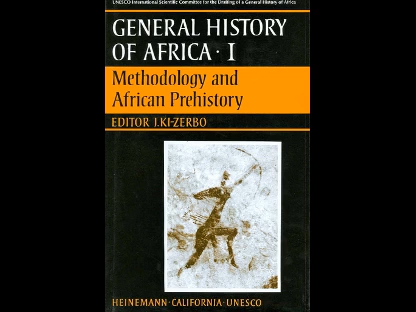 UNESCO International Scientific Committee for the Drafting of a General History of Africa
GENERAL HISTORY
OF AFRICA · I
Methodology and
African Prehistory
EDITOR J. KI-ZERBO
HEINEMANN · CALIFORNIA · UNESCO